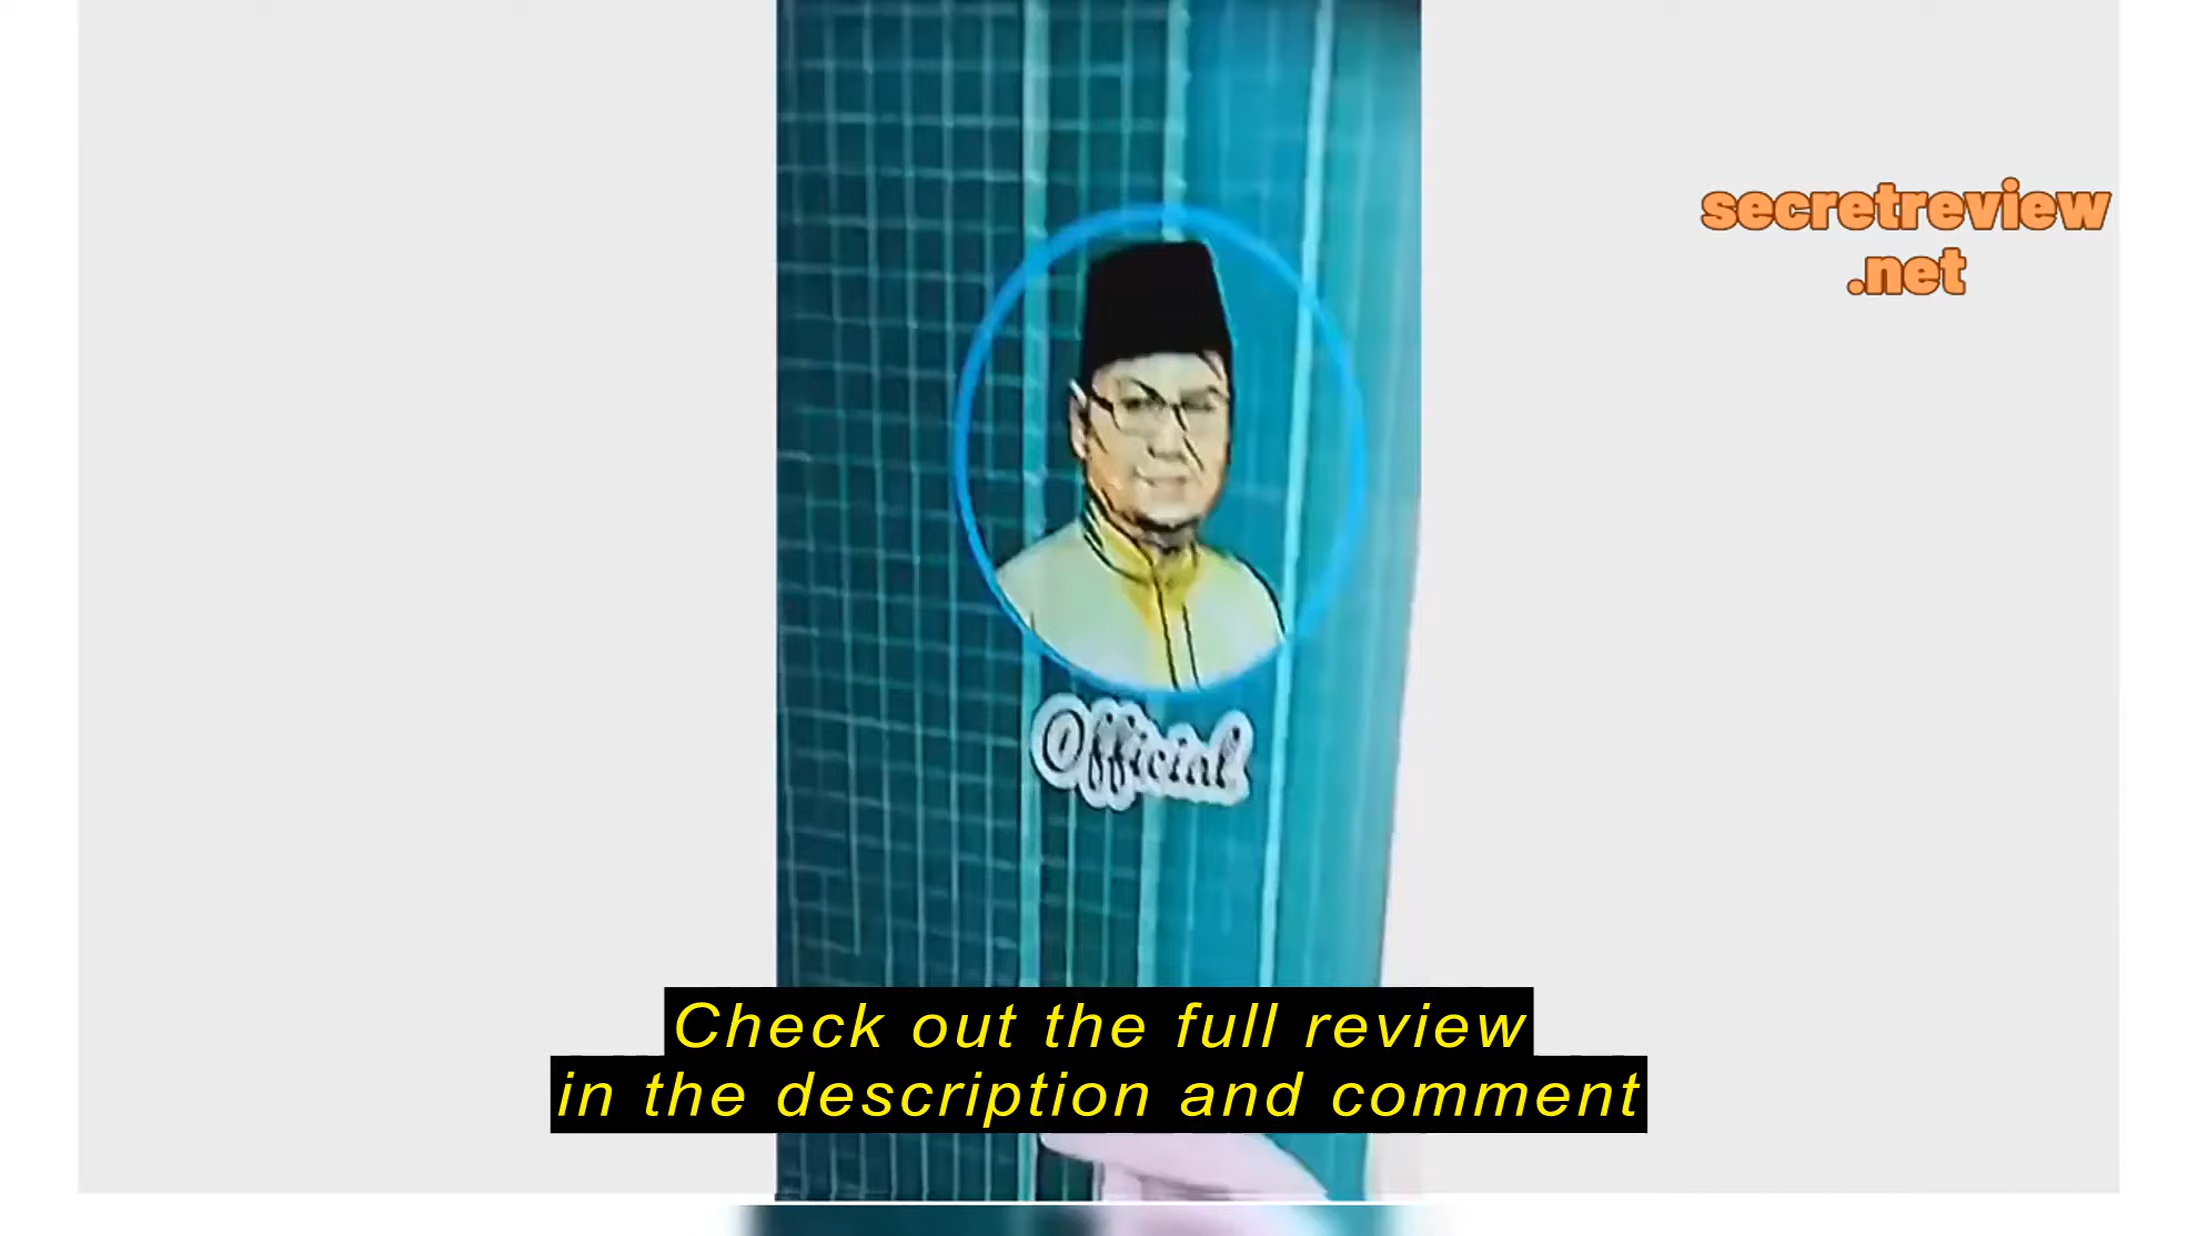 secretreview
.net
Official
Check out the full review
in the description and comment